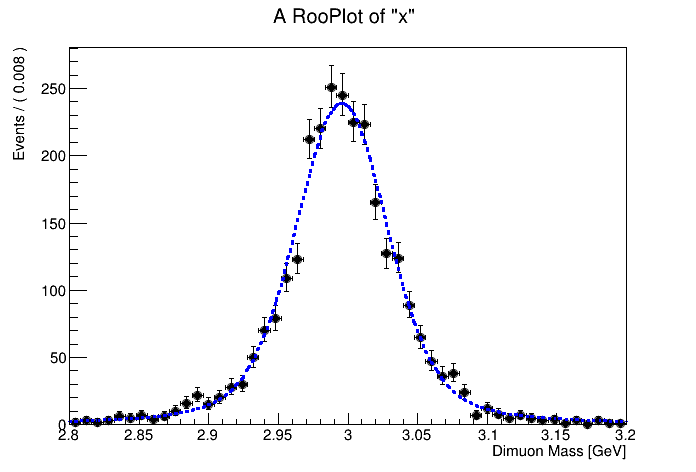 A RooPlot of "x"
Events / ( 0.008 )
250
200
150
100
50
0
2.8 2.85 2.9 2.95 3 3.05 3.1 3.15 3.2
Dimuon Mass [GeV]